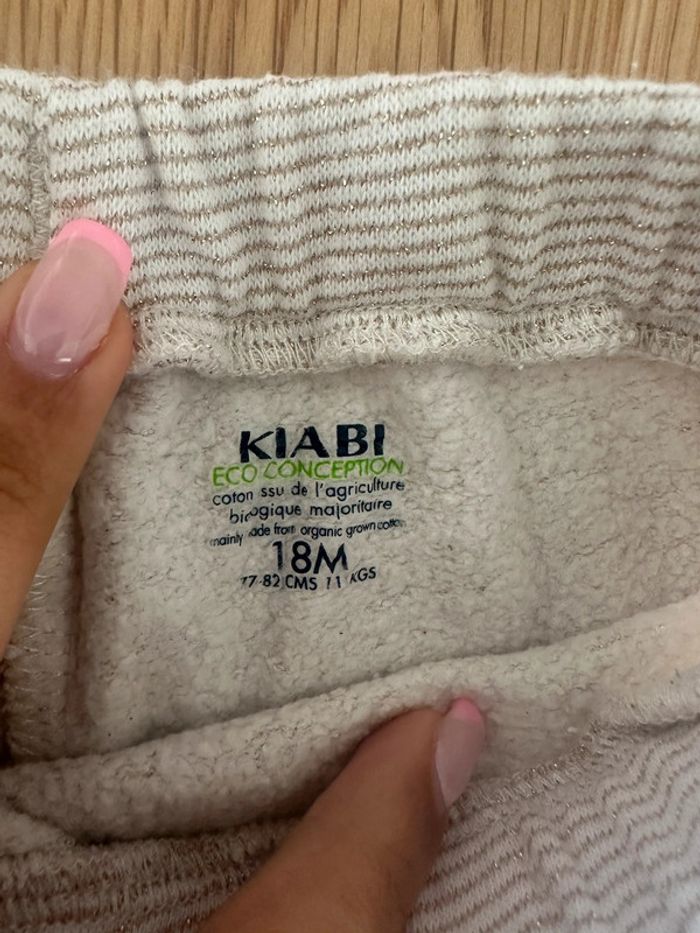 KIABI
ECO CONCEPTION
coton ssu de l'agriculture
biologique majoritaire
mainly made from organic grown cotton
18M
77-82 CMS 11 KGS